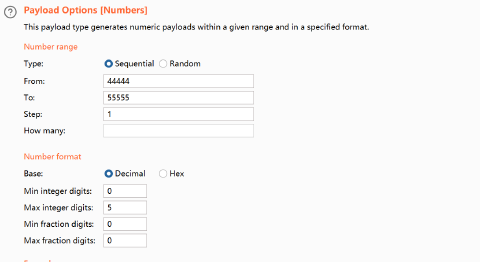 Payload Options [Numbers]
This payload type generates numeric payloads within a given range and in a specified format.
Number range
Type: Sequential Random
From: 44444
To: 55555
Step: 1
How many:
Number format
Base: Decimal Hex
Min integer digits: 0
Max integer digits: 5
Min fraction digits: 0
Max fraction digits: 0